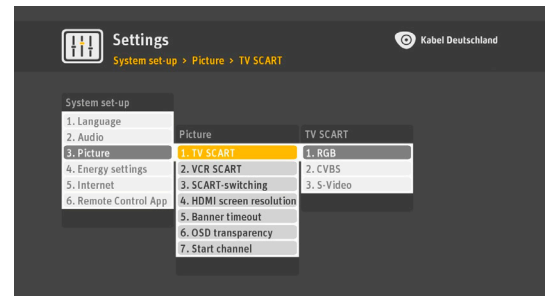 Settings
Kabel Deutschland
System set-up > Picture > TV SCART
System set-up
1. Language
2. Audio
3. Picture
4. Energy settings
5. Internet
6. Remote Control App
Picture
1. TV SCART
2. VCR SCART
3. SCART-switching
4. HDMI screen resolution
5. Banner timeout
6. OSD transparency
7. Start channel
TV SCART
1. RGB
2. CVBS
3. S-Video